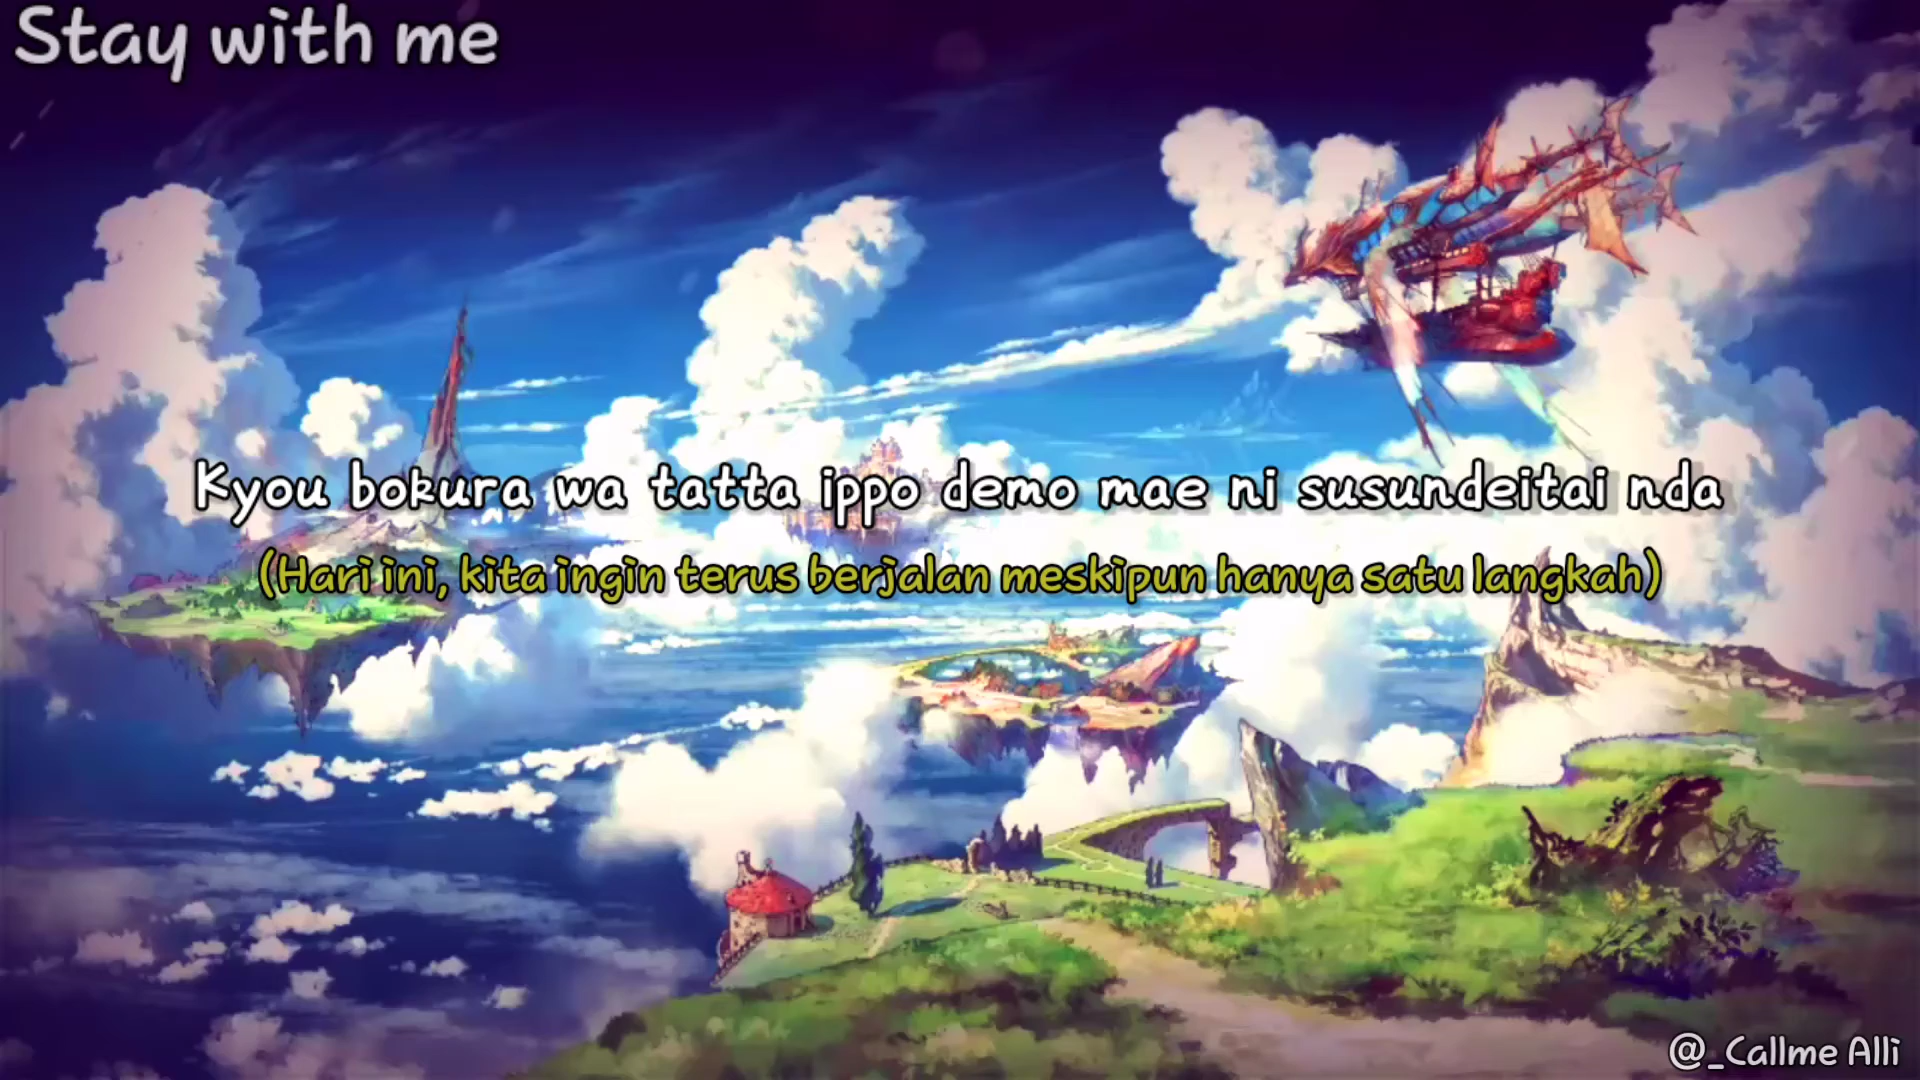 Stay with me
Kyou bokura wa tatta ippo demo mae ni susundeitai nda
(Hari ini, kita ingin terus berjalan meskipun hanya satu langkah)
@_Callme Alli